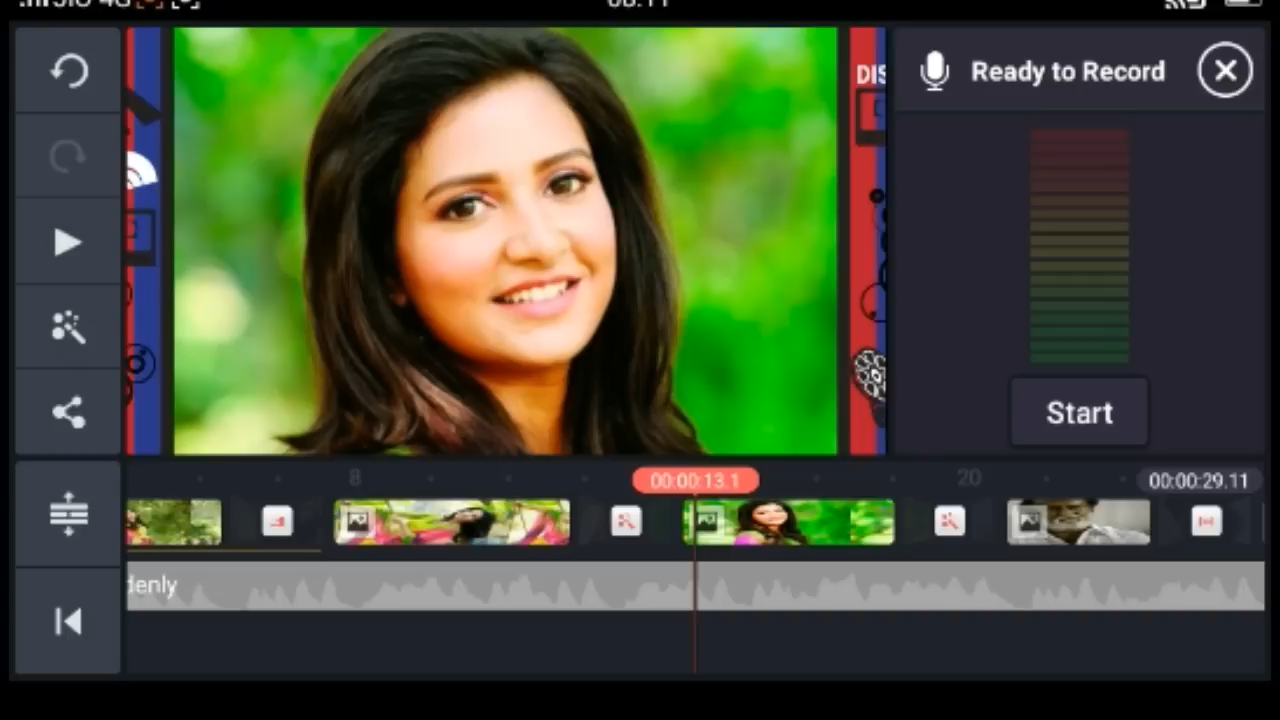 DIS
Ready to Record
Start
8
00:00:13.1
20
00:00:29.11
denly